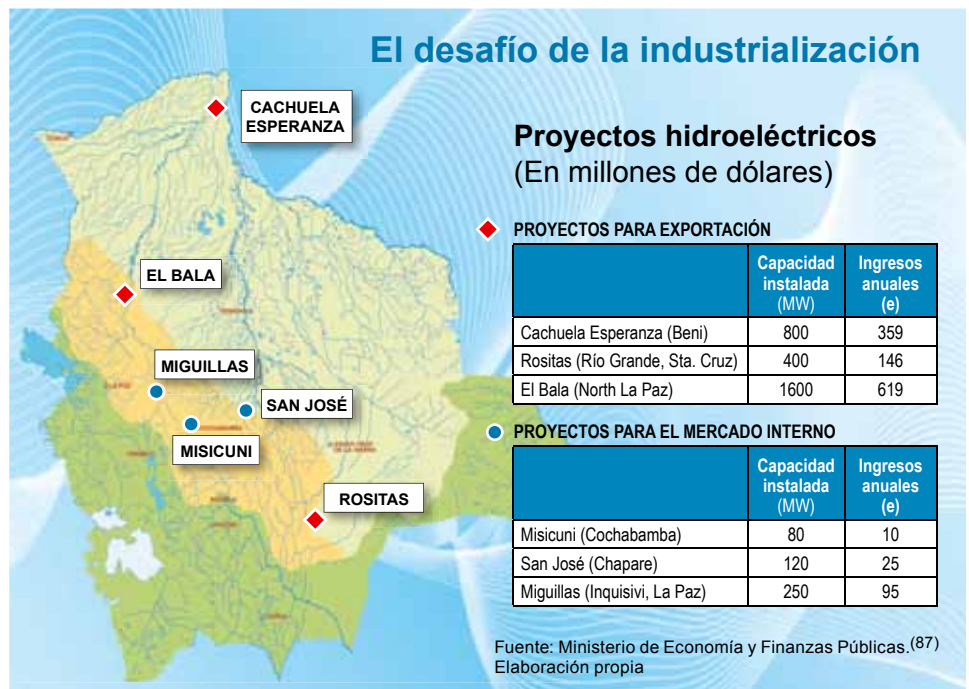 El desafío de la industrialización
CACHUELA
ESPERANZA
EL BALA
MIGUILLAS
SAN JOSÉ
MISICUNI
ROSITAS
Proyectos hidroeléctricos
(En millones de dólares)
PROYECTOS PARA EXPORTACIÓN
Capacidad instalada (MW) Ingresos anuales (e)
Cachuela Esperanza (Beni) 800 359
Rositas (Río Grande, Sta. Cruz) 400 146
El Bala (North La Paz) 1600 619
PROYECTOS PARA EL MERCADO INTERNO
Capacidad instalada (MW) Ingresos anuales (e)
Misicuni (Cochabamba) 80 10
San José (Chapare) 120 25
Miguillas (Inquisivi, La Paz) 250 95
Fuente: Ministerio de Economía y Finanzas Públicas.(87)
Elaboración propia